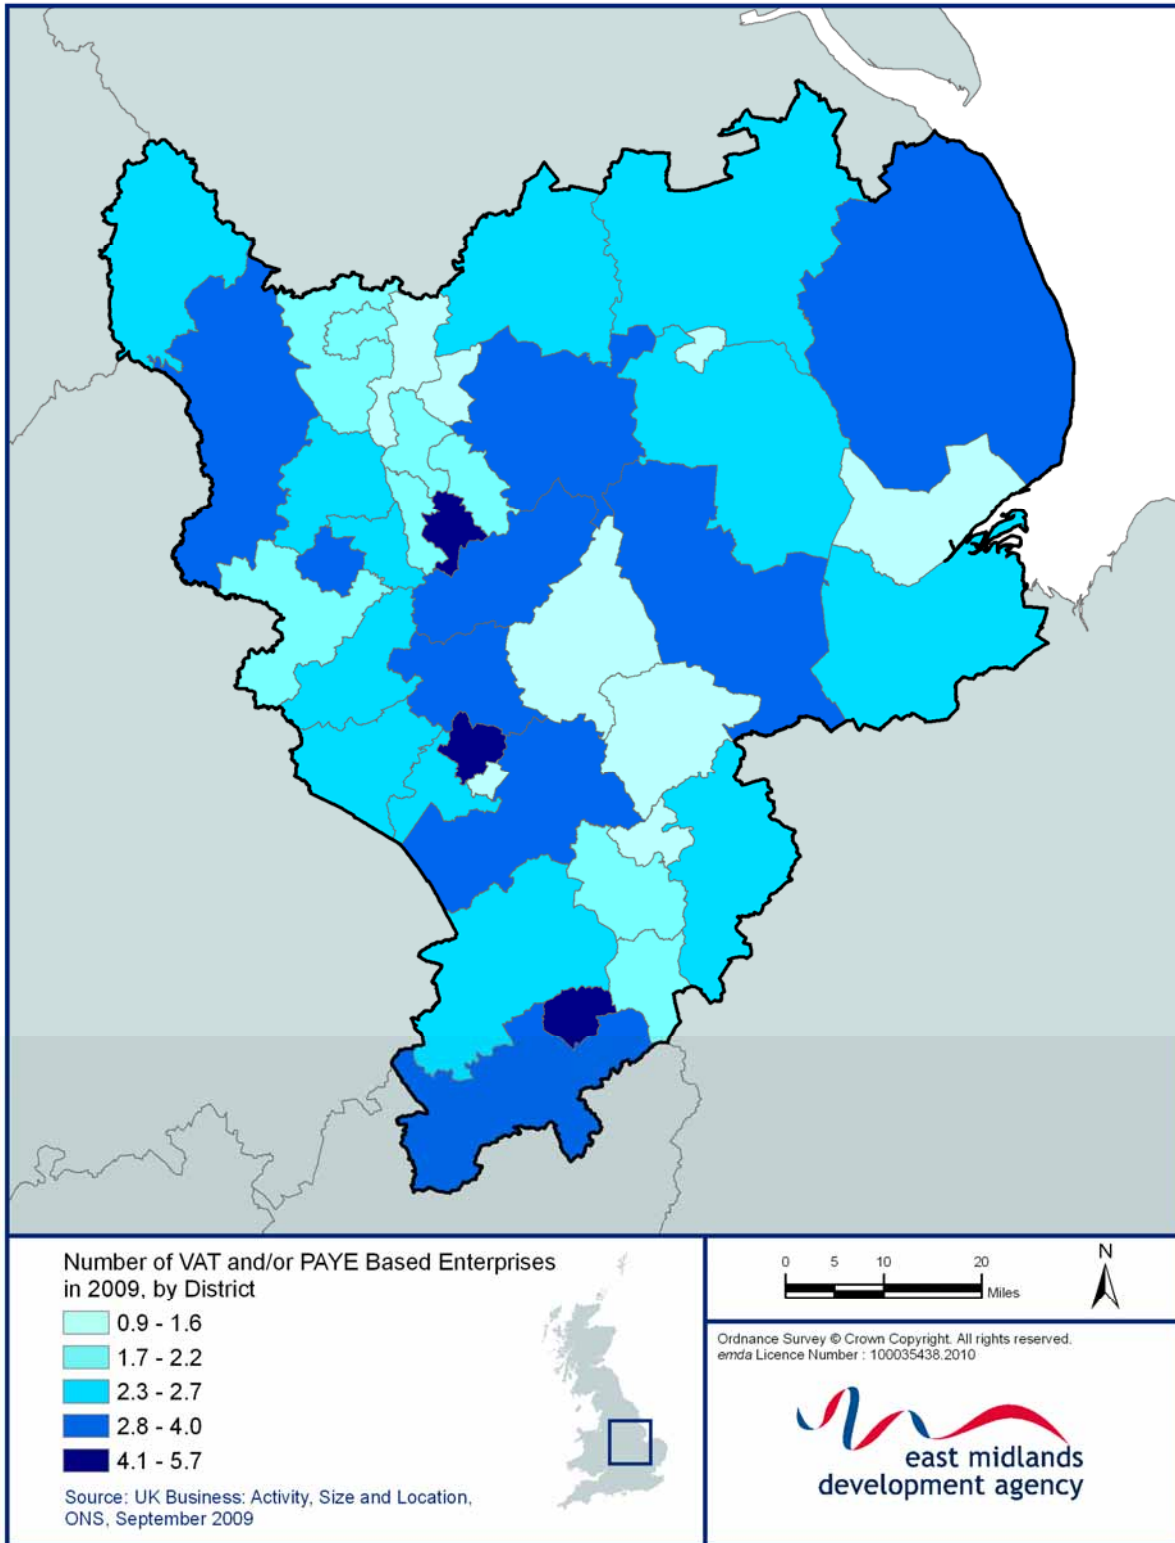 Number of VAT and/or PAYE Based Enterprises
in 2009, by District
0.9 - 1.6
1.7 - 2.2
2.3 - 2.7
2.8 - 4.0
4.1 - 5.7
Source: UK Business: Activity, Size and Location,
ONS, September 2009
0 5 10 20
Miles
N
Ordnance Survey © Crown Copyright. All rights reserved.
emda Licence Number : 100035438.2010
east midlands
development agency